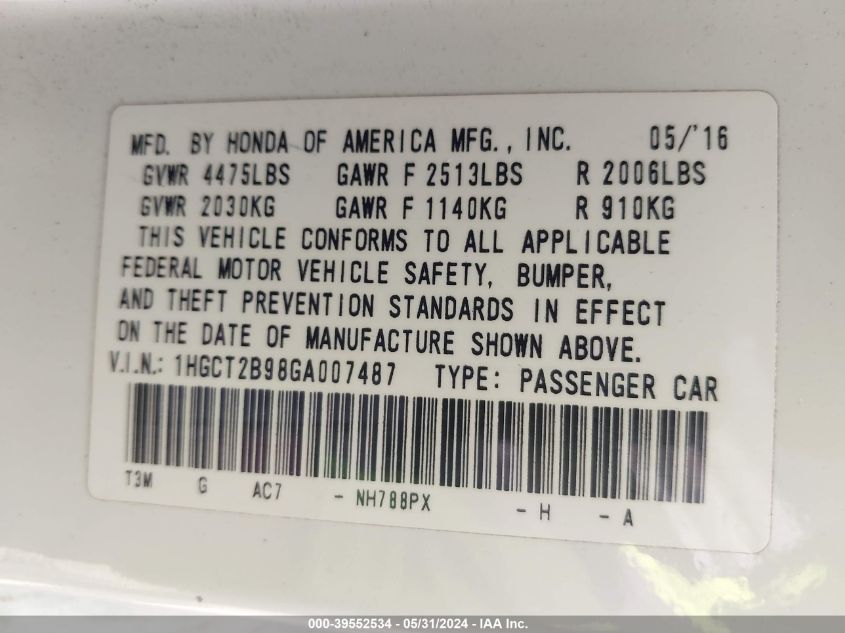 MFD. BY HONDA OF AMERICA MFG., INC. 05/'16
GVWR 4475LBS GAWR F 2513LBS R 2006LBS
GVWR 2030KG GAWR F 1140KG R 910KG
THIS VEHICLE CONFORMS TO ALL APPLICABLE
FEDERAL MOTOR VEHICLE SAFETY, BUMPER,
AND THEFT PREVENTION STANDARDS IN EFFECT
ON THE DATE OF MANUFACTURE SHOWN ABOVE.
V.I.N.: 1HGCT2B98GA007487 TYPE: PASSENGER CAR
T3M G AC7 - NH788PX - H - A
000-39552534 - 05/31/2024 - IAA Inc.